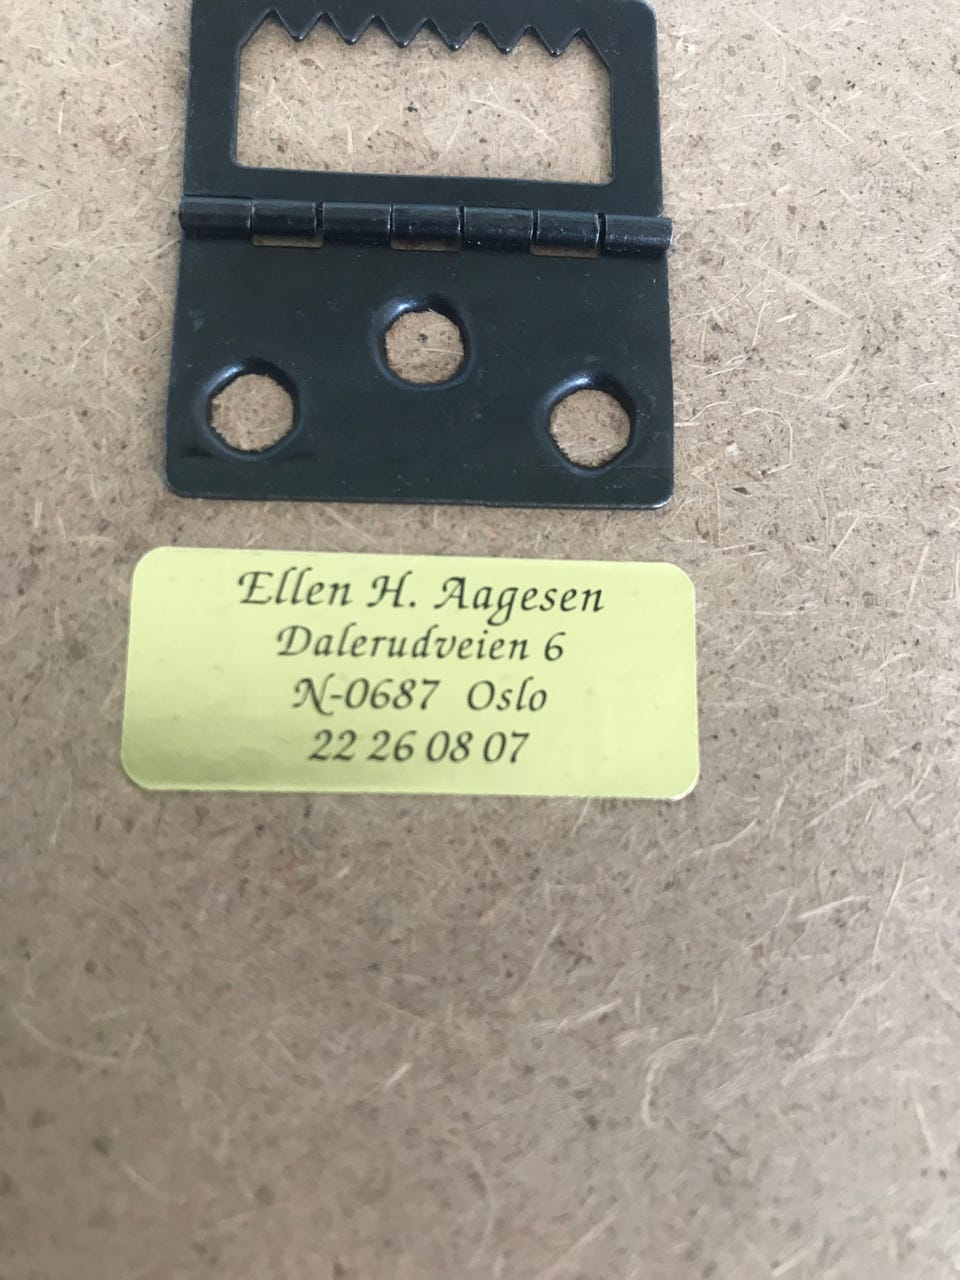 Ellen H. Aagesen
Dalerudveien 6
N-0687 Oslo
22 26 08 07